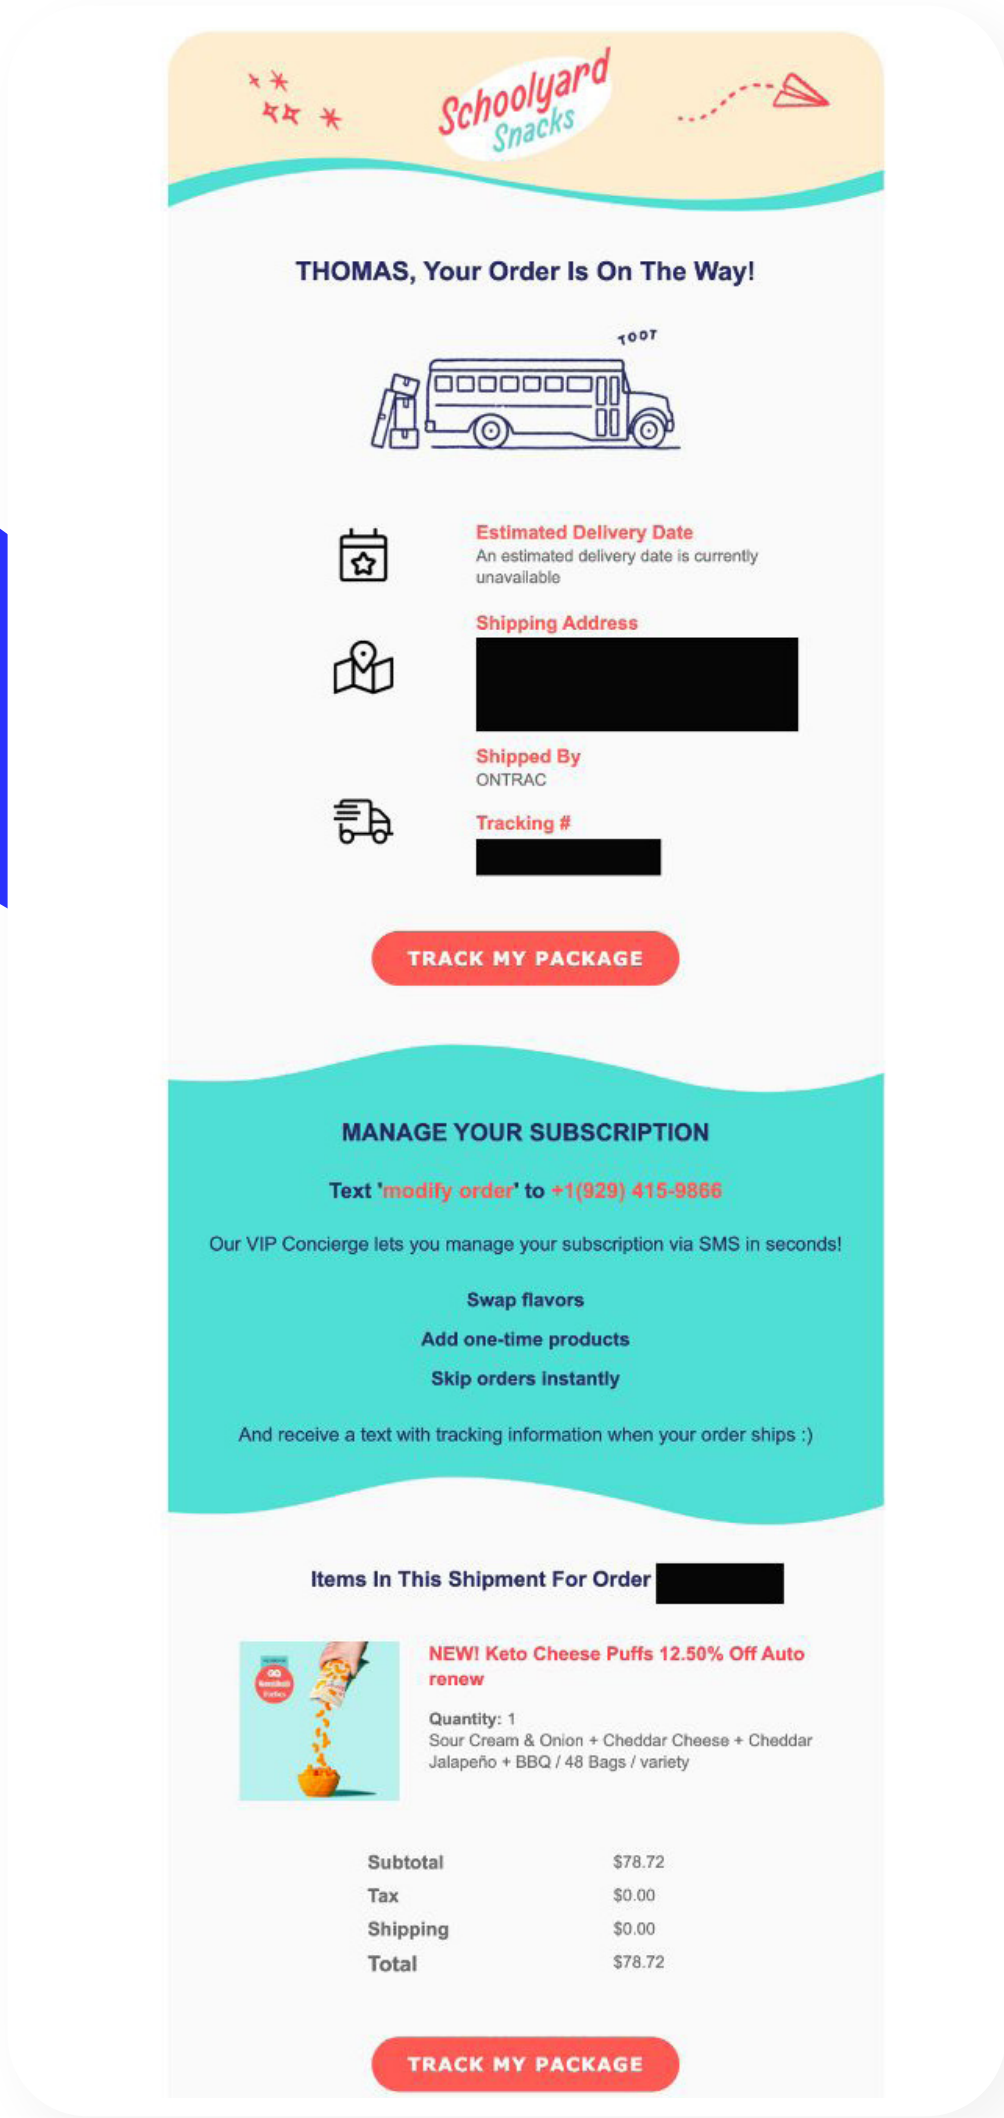 Schoolyard
Snacks
THOMAS, Your Order Is On The Way!
TOOT
Estimated Delivery Date
An estimated delivery date is currently
unavailable
Shipping Address
Shipped By
ONTRAC
Tracking #
TRACK MY PACKAGE
MANAGE YOUR SUBSCRIPTION
Text 'modify order' to +1(929) 415-9866
Our VIP Concierge lets you manage your subscription via SMS in seconds!
Swap flavors
Add one-time products
Skip orders instantly
And receive a text with tracking information when your order ships :)
Items In This Shipment For Order
NEW! Keto Cheese Puffs 12.50% Off Auto
renew
Quantity: 1
Sour Cream & Onion + Cheddar Cheese + Cheddar
Jalapeño + BBQ / 48 Bags / variety
Subtotal $78.72
Tax $0.00
Shipping $0.00
Total $78.72
TRACK MY PACKAGE